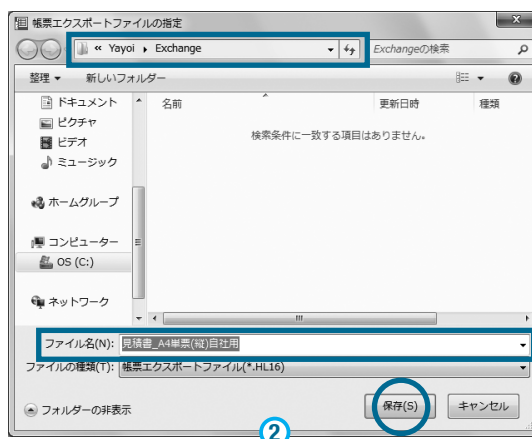 帳票エクスポートファイルの指定
« Yayoi Exchange Exchangeの検索
整理 新しいフォルダー
ドキュメント 名前 更新日時 種類
ピクチャ
検索条件に一致する項目はありません。
ビデオ
ミュージック
ホームグループ
コンピューター
OS (C:)
ネットワーク
ファイル名(N): 見積書_A4単票(縦)自社用
ファイルの種類(T): 帳票エクスポートファイル(*.HL16)
フォルダーの非表示 保存(S) キャンセル
2